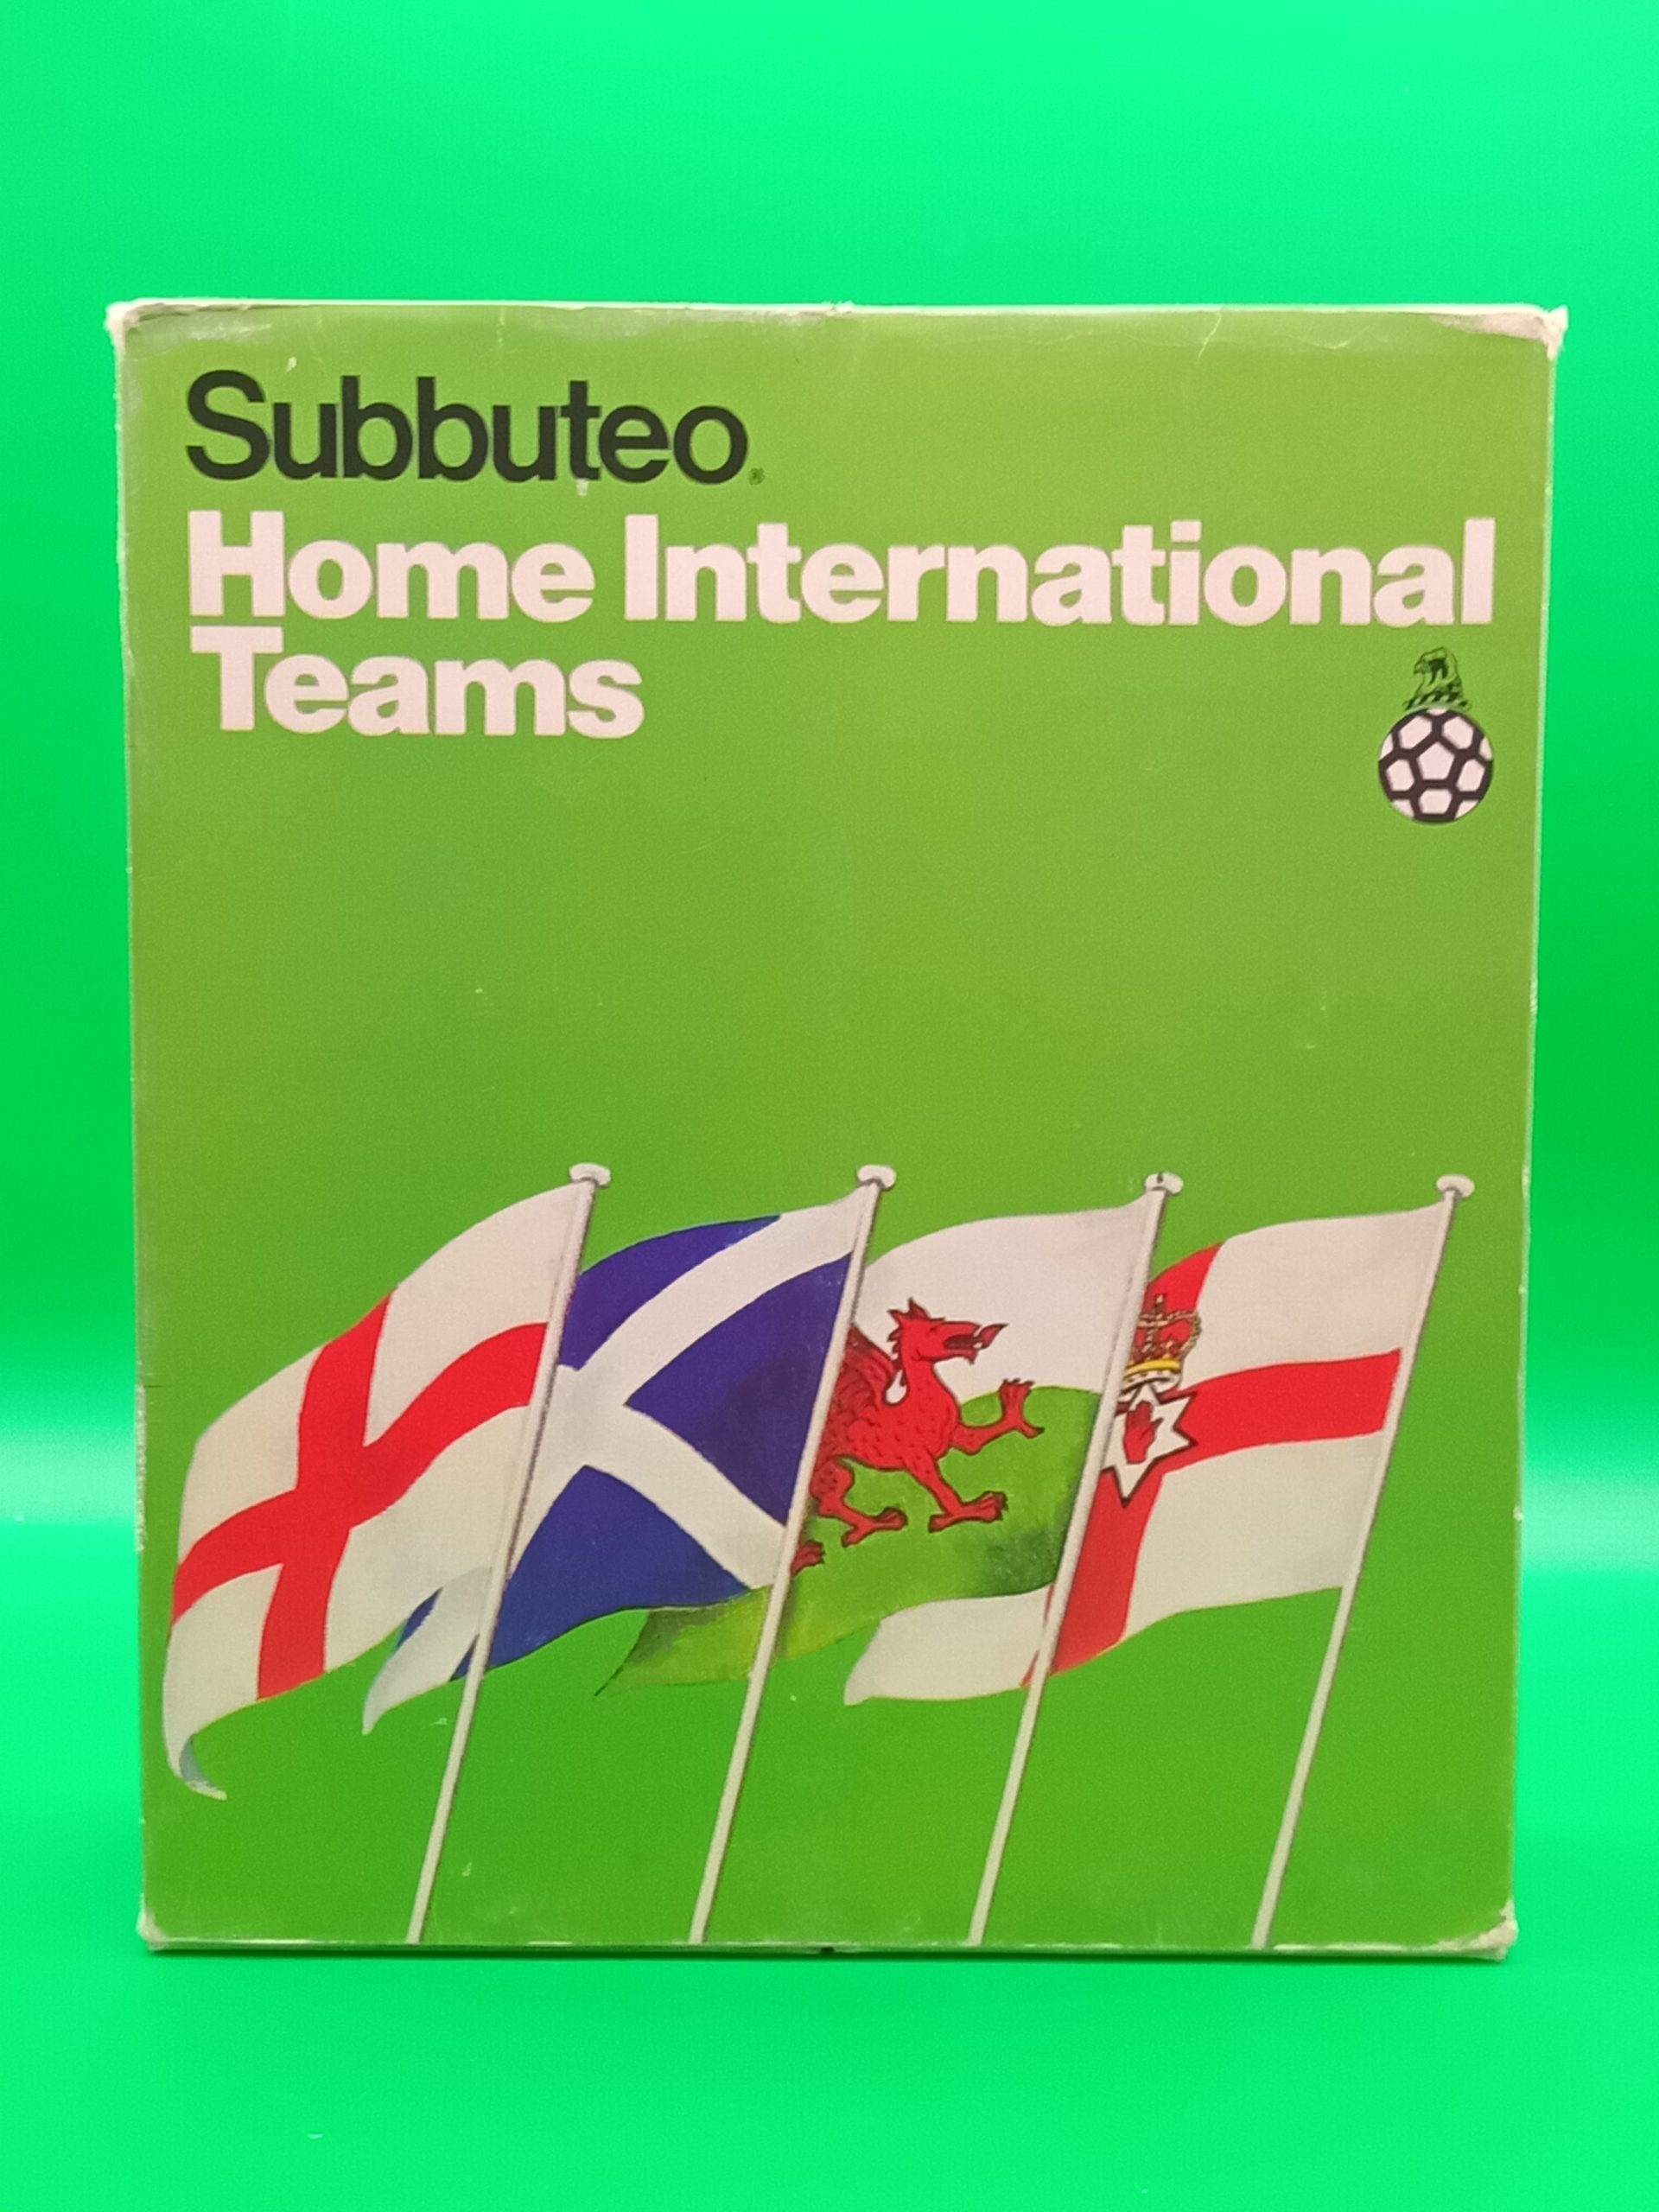 Subbuteo®
Home International
Teams